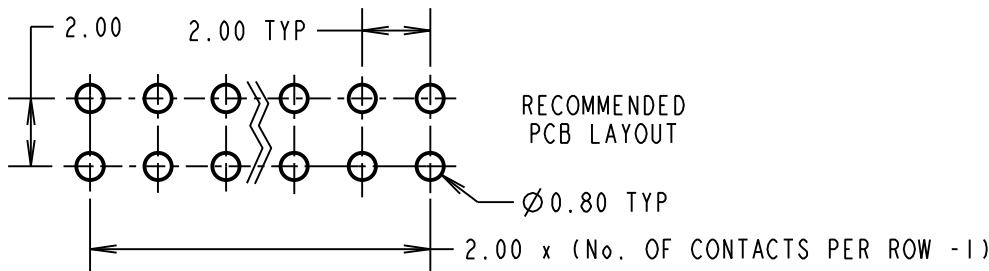 2.00
2.00 TYP
RECOMMENDED
PCB LAYOUT
Ø0.80 TYP
2.00 x (No. OF CONTACTS PER ROW -1)